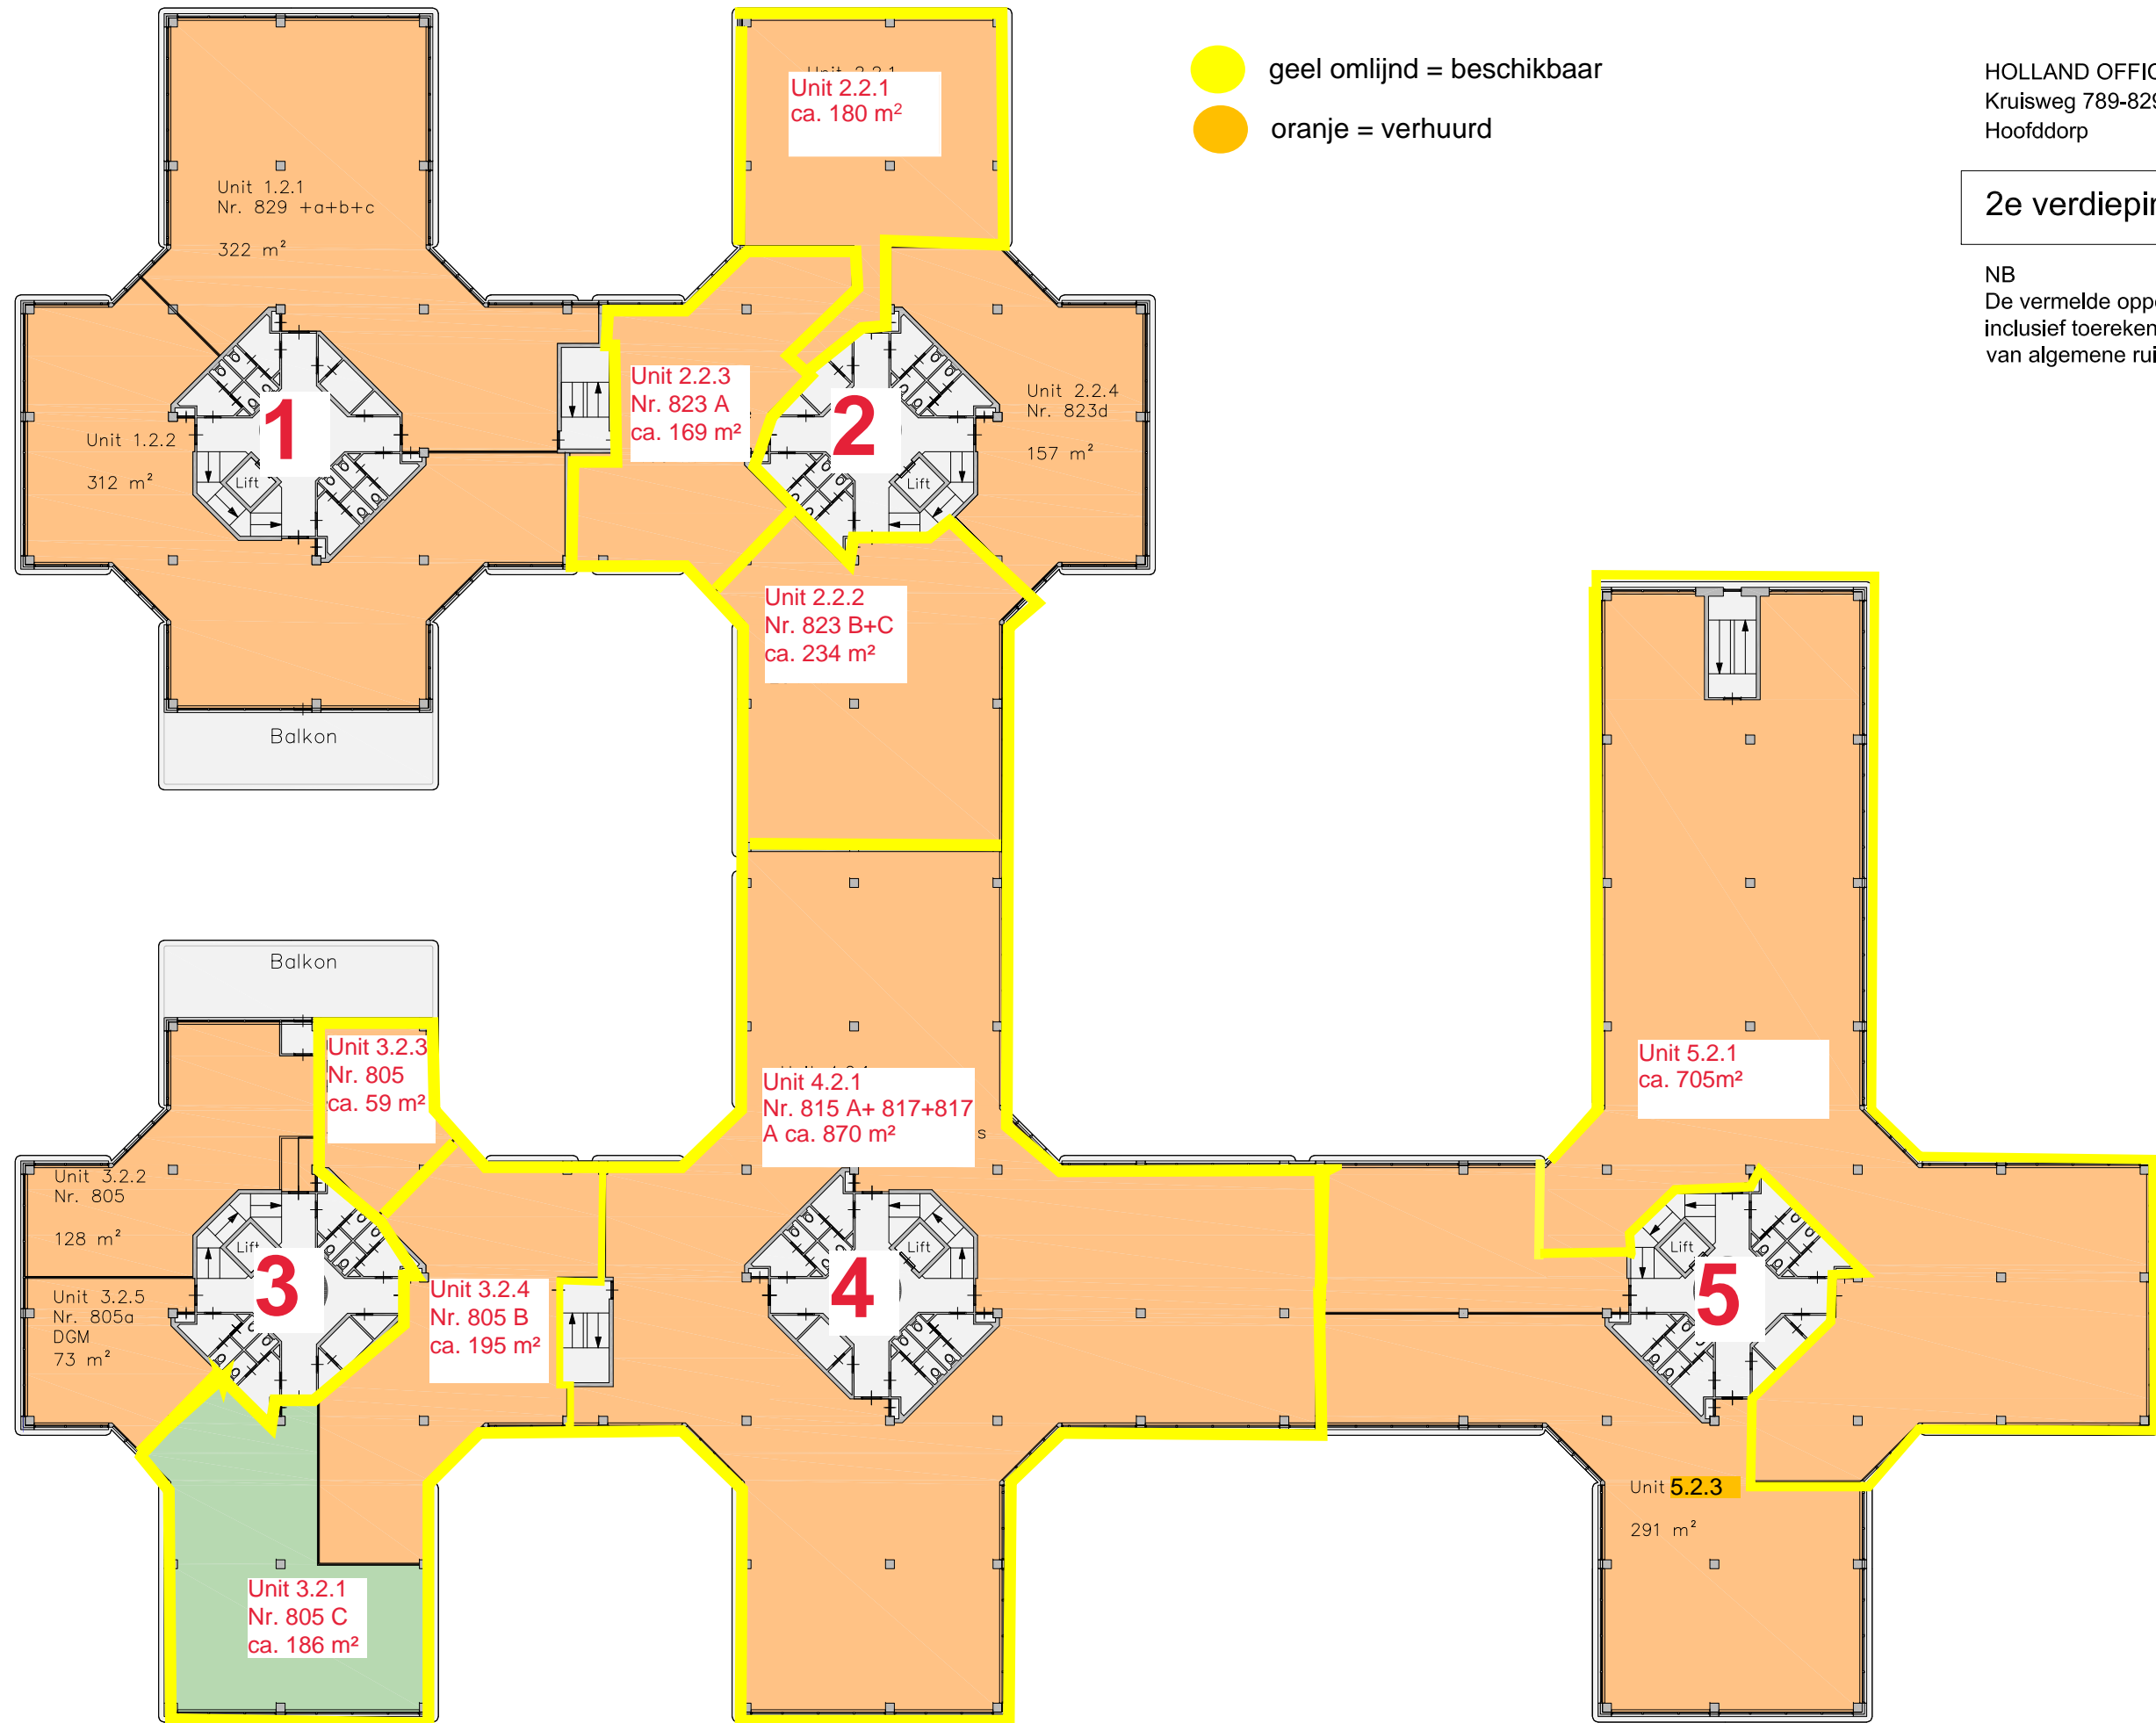 geel omlijnd = beschikbaar
oranje = verhuurd
HOLLAND
Kruisweg 789-829
Hoofddorp
2e
NB
De vermelde
inclusief
van algemene
Unit 2.2.1
ca. 180 m²
Unit 1.2.1
Nr. 829 +a+b+c
322 m²
Unit 1.2.2
312 m²
1
Lift
Balkon
Unit 2.2.3
Nr. 823 A
ca. 169 m²
2
Lift
Unit 2.2.4
Nr. 823d
157 m²
Unit 2.2.2
Nr. 823 B+C
ca. 234 m²
Balkon
Unit 3.2.3
Nr. 805
ca. 59 m²
Unit 3.2.2
Nr. 805
128 m²
Unit 3.2.5
Nr. 805a
DGM
73 m²
Lift
3
Unit 3.2.4
Nr. 805 B
ca. 195 m²
Unit 3.2.1
Nr. 805 C
ca. 186 m²
Unit 4.2.1
Nr. 815 A+ 817+817
A ca. 870 m²
s
Lift
4
Unit 5.2.1
ca. 705m²
Lift
5
Unit 5.2.3
291 m²